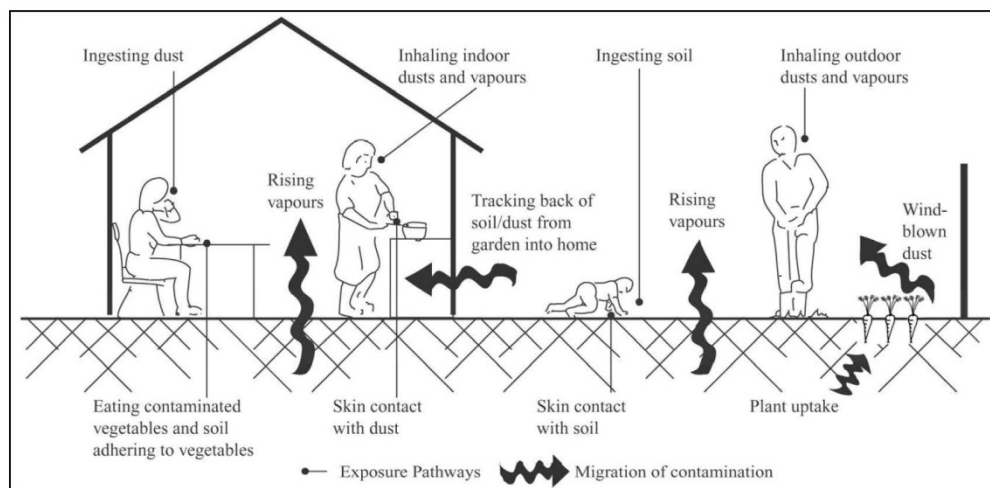 Ingesting dust
Inhaling indoor
dusts and vapours
Ingesting soil
Inhaling outdoor
dusts and vapours
Rising
vapours
Tracking back of
soil/dust from
garden into home
Rising
vapours
Wind-
blown
dust
Eating contaminated
vegetables and soil
adhering to vegetables
Skin contact
with dust
Skin contact
with soil
Plant uptake
Exposure Pathways
Migration of contamination